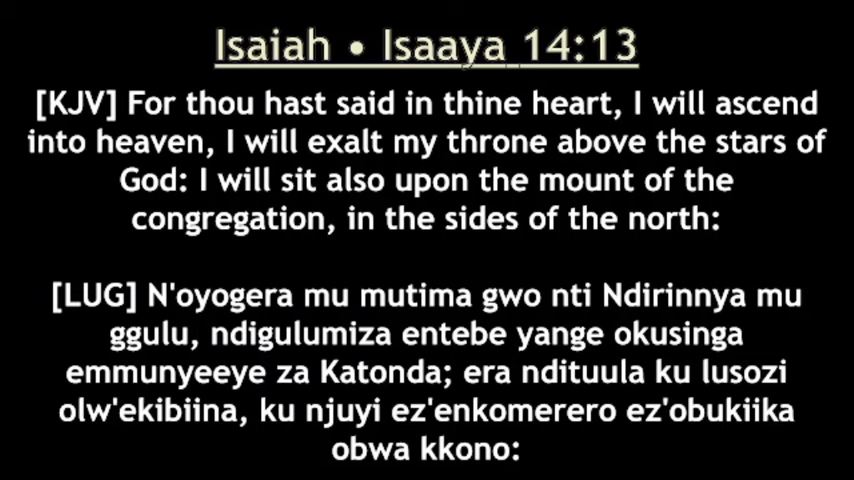 Isaiah • Isaaya 14:13
[KJV] For thou hast said in thine heart, I will ascend
into heaven, I will exalt my throne above the stars of
God: I will sit also upon the mount of the
congregation, in the sides of the north:
[LUG] N'oyogera mu mutima gwo nti Ndirinnya mu
ggulu, ndigulumiza entebe yange okusinga
emmunyeeye za Katonda; era ndituula ku lusozi
olw'ekibiina, ku njuyi ez'enkomerero ez'obukiika
obwa kkono: